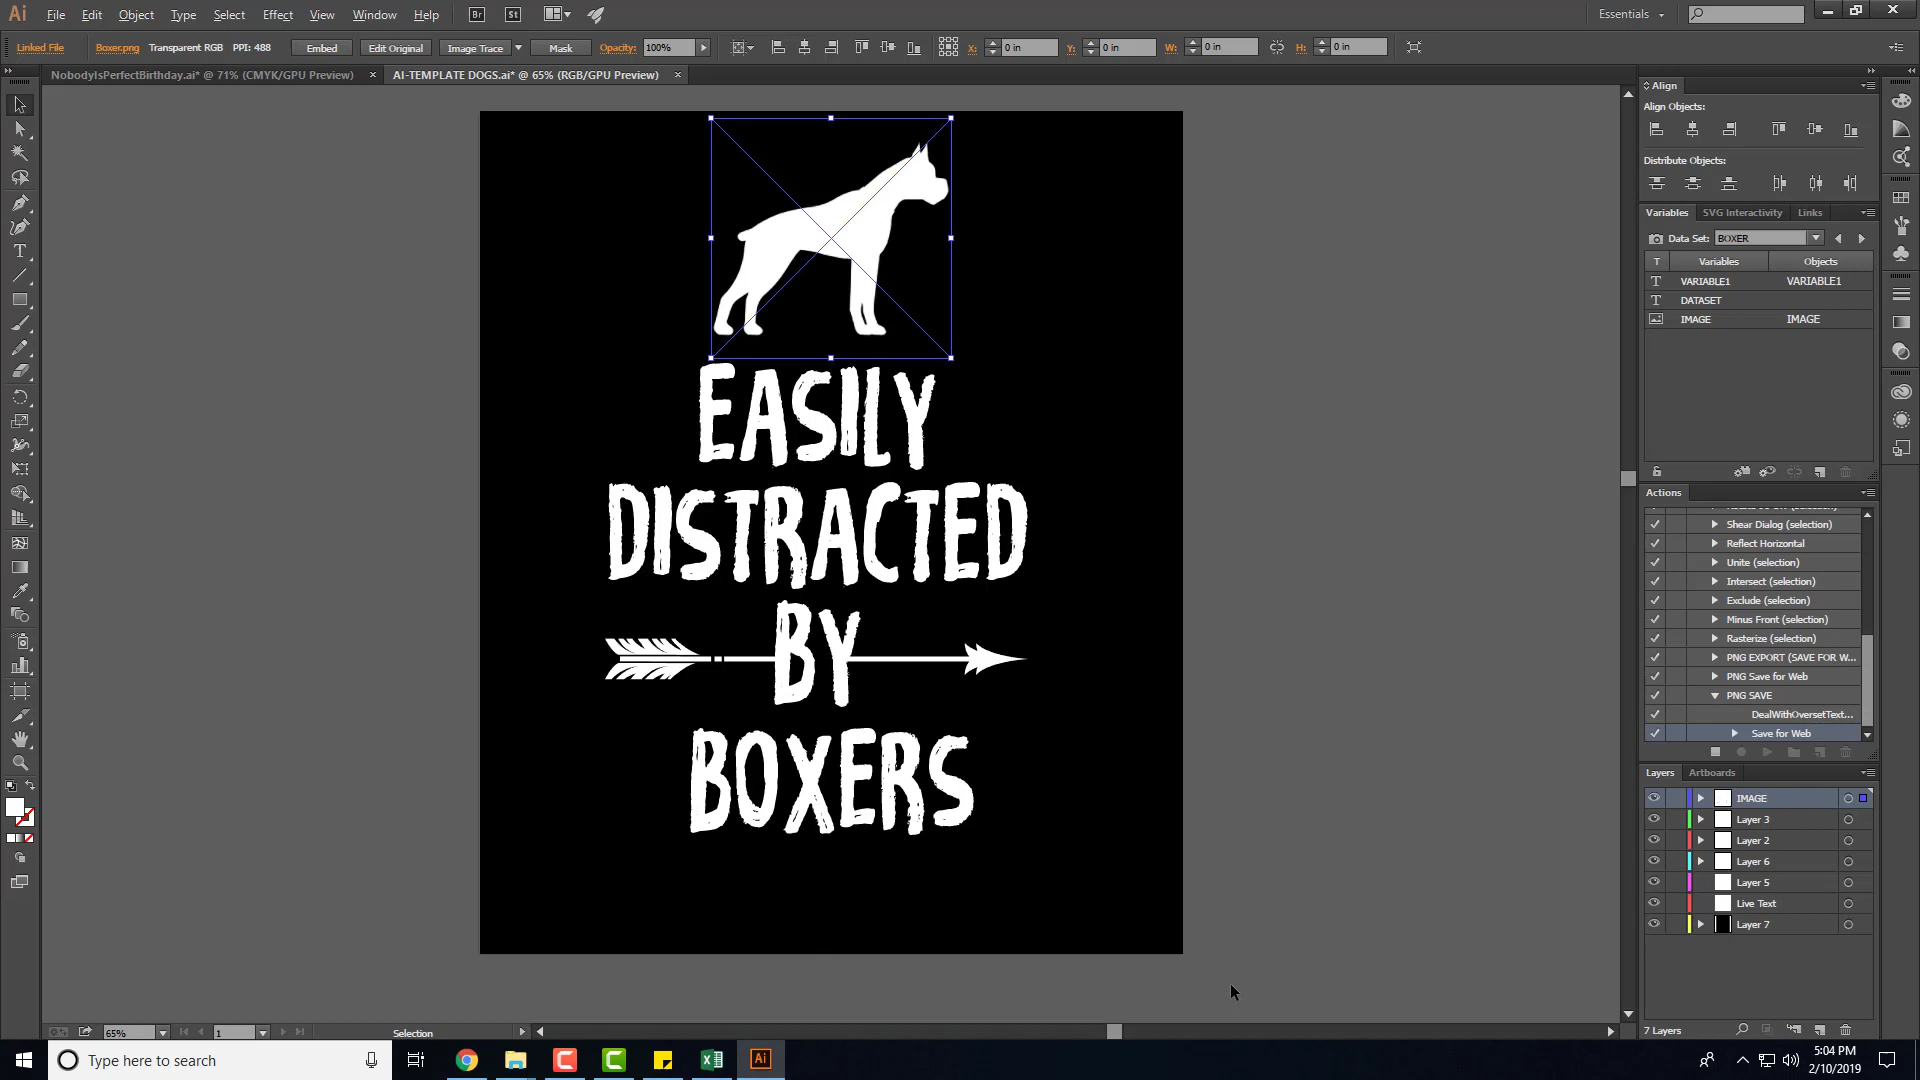 Ai File Edit Object Type Select Effect View Window Help Br St Essentials
Linked File Boxer.png Transparent RGB PPI: 488 Embed Edit Original Image Trace Mask Opacity: 100% X: 0 in Y: 0 in W: 0 in H: 0 in
NobodyIsPerfectBirthday.ai* @ 71% (CMYK/GPU Preview) AI-TEMPLATE DOGS.ai* @ 65% (RGB/GPU Preview)
EASILY
DISTRACTED
BY
BOXERS
Align
Align Objects:
Distribute Objects:
Variables SVG Interactivity Links
Data Set: BOXER
T Variables Objects
T VARIABLE1 VARIABLE1
T DATASET
IMAGE IMAGE
Actions
Shear Dialog (selection)
Reflect Horizontal
Unite (selection)
Intersect (selection)
Exclude (selection)
Minus Front (selection)
Rasterize (selection)
PNG EXPORT (SAVE FOR W...
PNG Save for Web
PNG SAVE
DealWithOversetText...
Save for Web
Layers Artboards
IMAGE
Layer 3
Layer 2
Layer 6
Layer 5
Live Text
Layer 7
7 Layers
65% 1 Selection
Type here to search
Ai
5:04 PM
2/10/2019